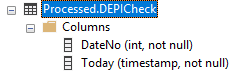 Processed.DEPICheck
Columns
DateNo (int, not null)
Today (timestamp, not null)